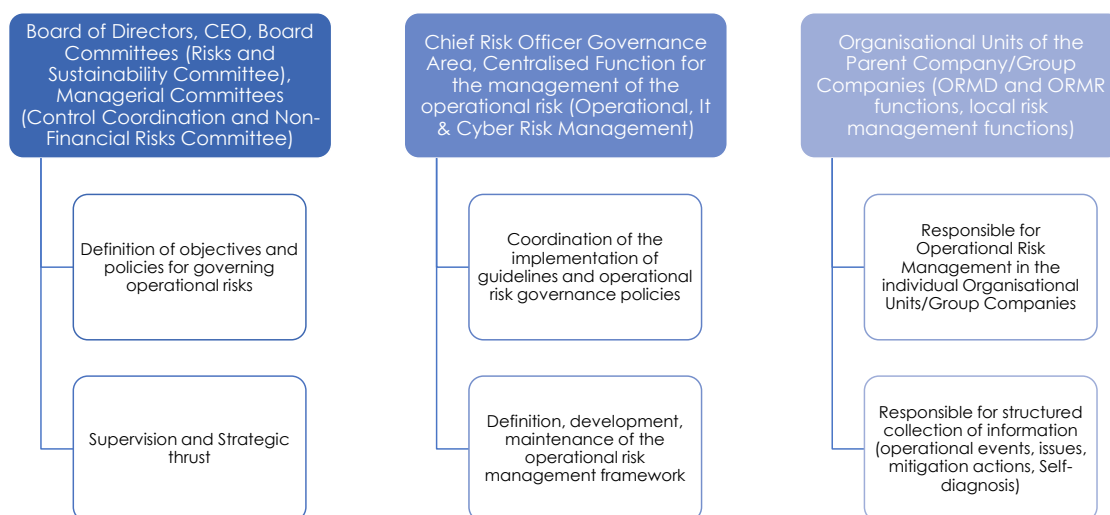 Board of Directors, CEO, Board
Committees (Risks and
Sustainability Committee),
Managerial Committees
(Control Coordination and Non-
Financial Risks Committee)
Definition of objectives and
policies for governing
operational risks
Supervision and Strategic
thrust
Chief Risk Officer Governance
Area, Centralised Function for
the management of the
operational risk (Operational, It
& Cyber Risk Management)
Coordination of the
implementation of
guidelines and operational
risk governance policies
Definition, development,
maintenance of the
operational risk
management framework
Organisational Units of the
Parent Company/Group
Companies (ORMD and ORMR
functions, local risk
management functions)
Responsible for
Operational Risk
Management in the
individual Organisational
Units/Group Companies
Responsible for structured
collection of information
(operational events, issues,
mitigation actions, Self-
diagnosis)